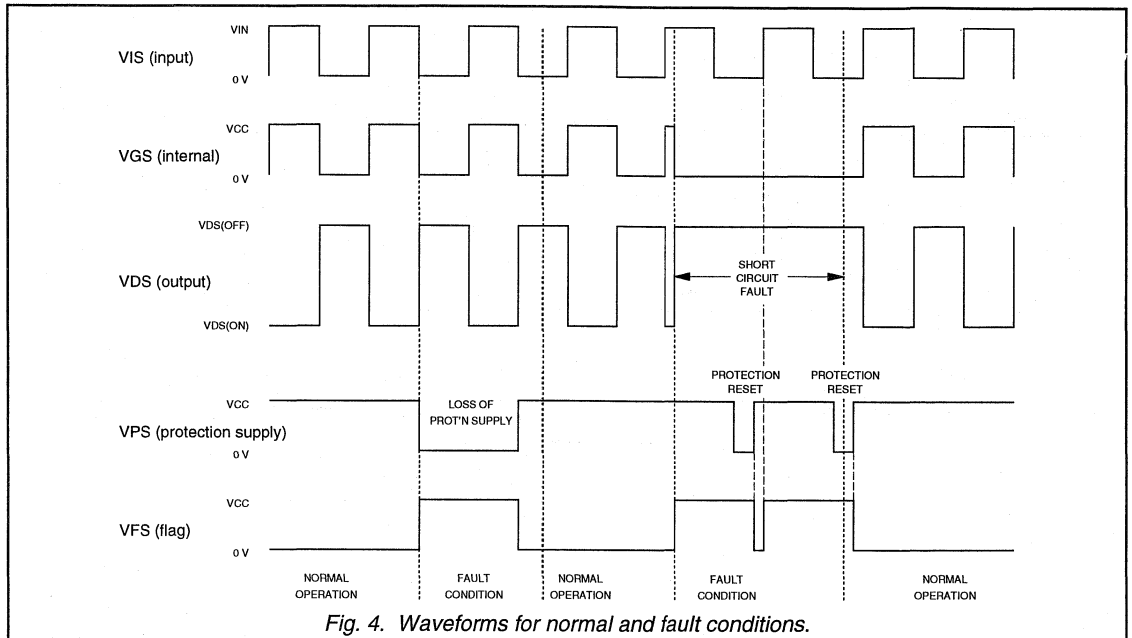 VIS (input)
VIN
0 V
VGS (internal)
VCC
0 V
VDS (output)
VDS(OFF)
VDS(ON)
SHORT
CIRCUIT
FAULT
VPS (protection supply)
VCC
0 V
LOSS OF
PROT'N SUPPLY
PROTECTION
RESET
PROTECTION
RESET
VFS (flag)
VCC
0 V
NORMAL
OPERATION
FAULT
CONDITION
NORMAL
OPERATION
FAULT
CONDITION
NORMAL
OPERATION
Fig. 4. Waveforms for normal and fault conditions.